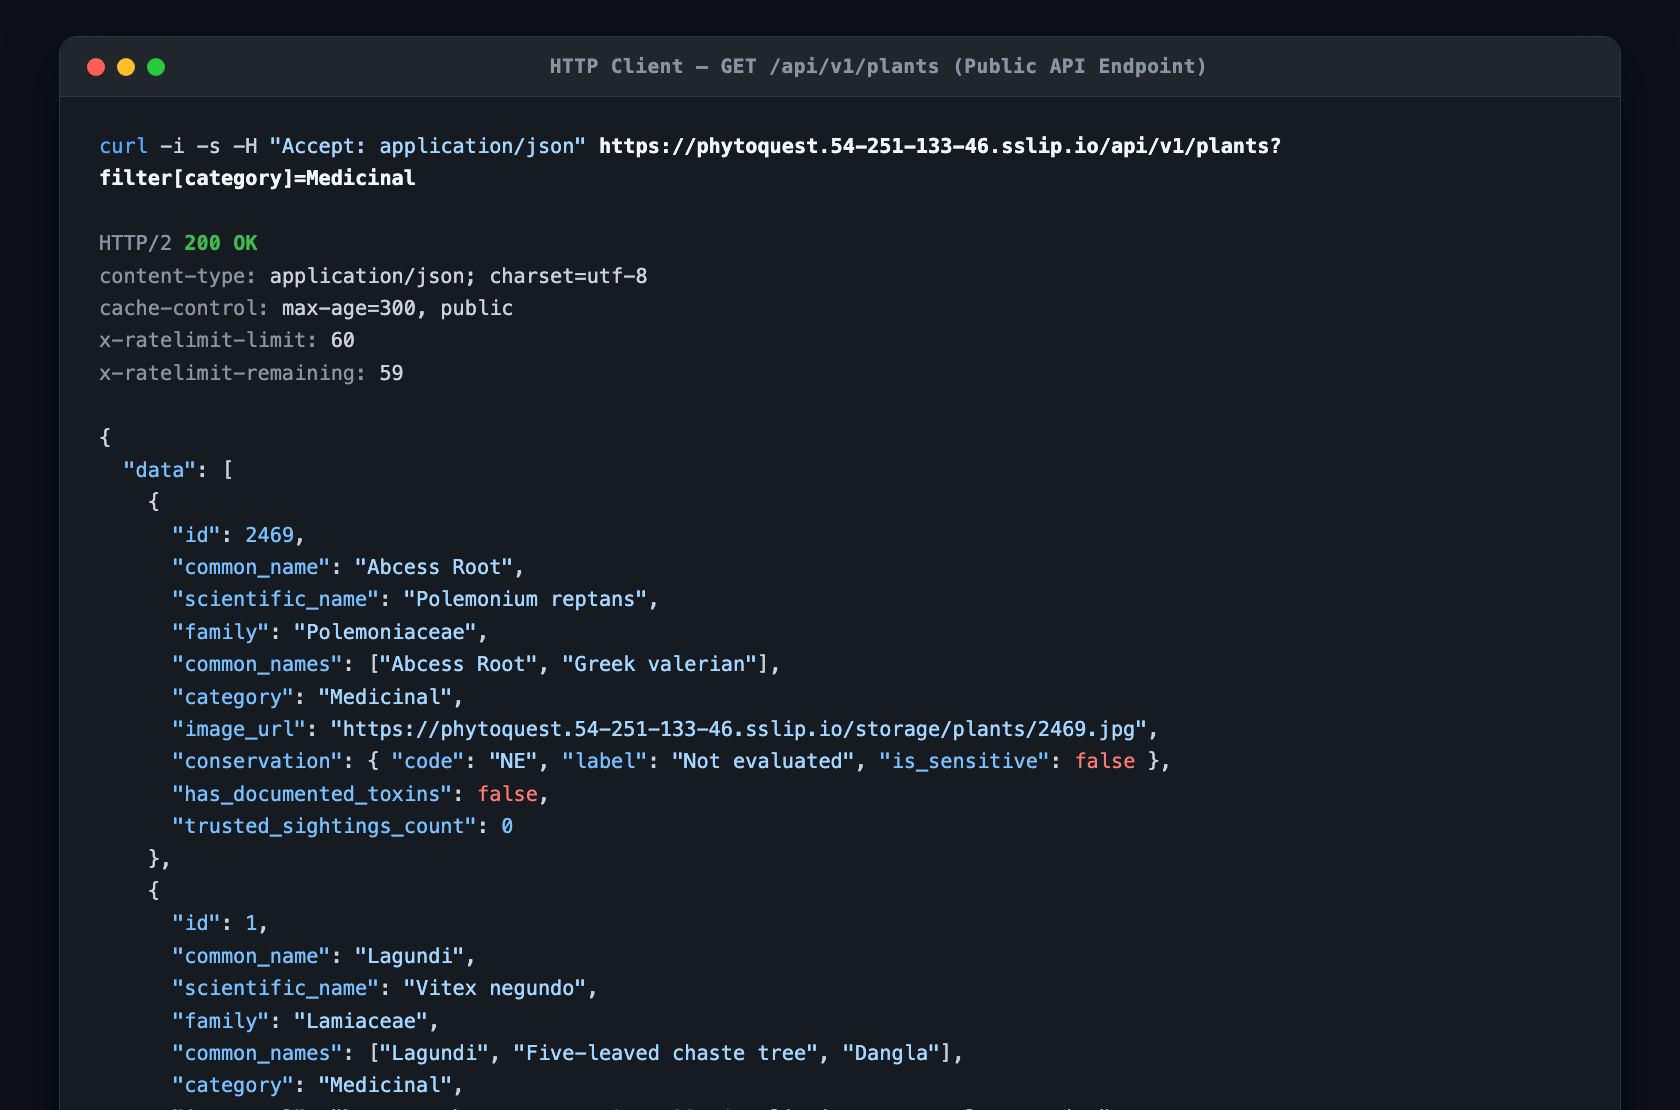 HTTP Client — GET /api/v1/plants (Public API Endpoint)
curl -i -s -H "Accept: application/json" https://phytoquest.54-251-133-46.sslip.io/api/v1/plants?
filter[category]=Medicinal
HTTP/2 200 OK
content-type: application/json; charset=utf-8
cache-control: max-age=300, public
x-ratelimit-limit: 60
x-ratelimit-remaining: 59
{
"data": [
{
"id": 2469,
"common_name": "Abcess Root",
"scientific_name": "Polemonium reptans",
"family": "Polemoniaceae",
"common_names": ["Abcess Root", "Greek valerian"],
"category": "Medicinal",
"image_url": "https://phytoquest.54-251-133-46.sslip.io/storage/plants/2469.jpg",
"conservation": { "code": "NE", "label": "Not evaluated", "is_sensitive": false },
"has_documented_toxins": false,
"trusted_sightings_count": 0
},
{
"id": 1,
"common_name": "Lagundi",
"scientific_name": "Vitex negundo",
"family": "Lamiaceae",
"common_names": ["Lagundi", "Five-leaved chaste tree", "Dangla"],
"category": "Medicinal",